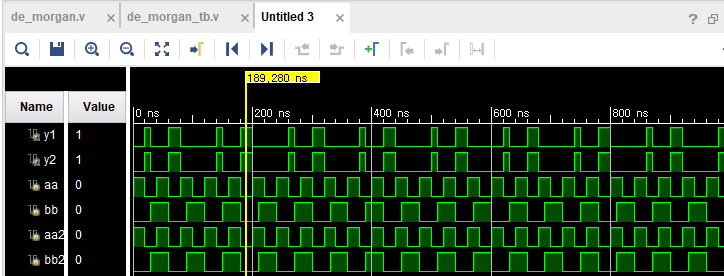 de_morgan.v × de_morgan_tb.v × Untitled 3 ×
189,280 ns
Name Value 0 ns 200 ns 400 ns 600 ns 800 ns
y1 1
y2 1
aa 0
bb 0
aa2 0
bb2 0